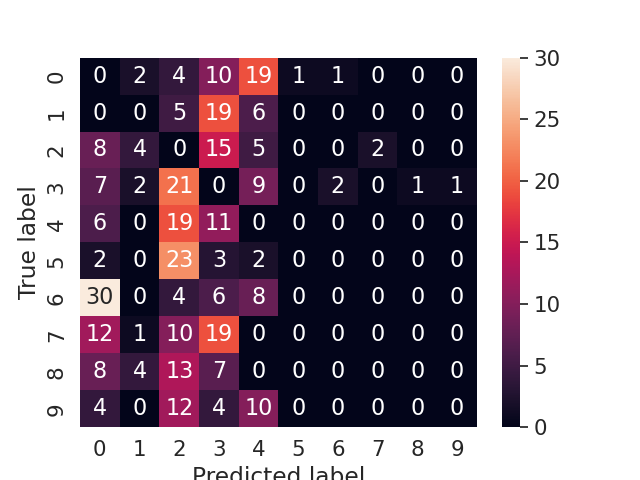 0 0 2 4 10 19 1 1 0 0 0
1 0 0 5 19 6 0 0 0 0 0
2 8 4 0 15 5 0 0 2 0 0
3 7 2 21 0 9 0 2 0 1 1
4 6 0 19 11 0 0 0 0 0 0
5 2 0 23 3 2 0 0 0 0 0
6 30 0 4 6 8 0 0 0 0 0
7 12 1 10 19 0 0 0 0 0 0
8 8 4 13 7 0 0 0 0 0 0
9 4 0 12 4 10 0 0 0 0 0
0 1 2 3 4 5 6 7 8 9
Predicted label
True label
30
25
20
15
10
5
0